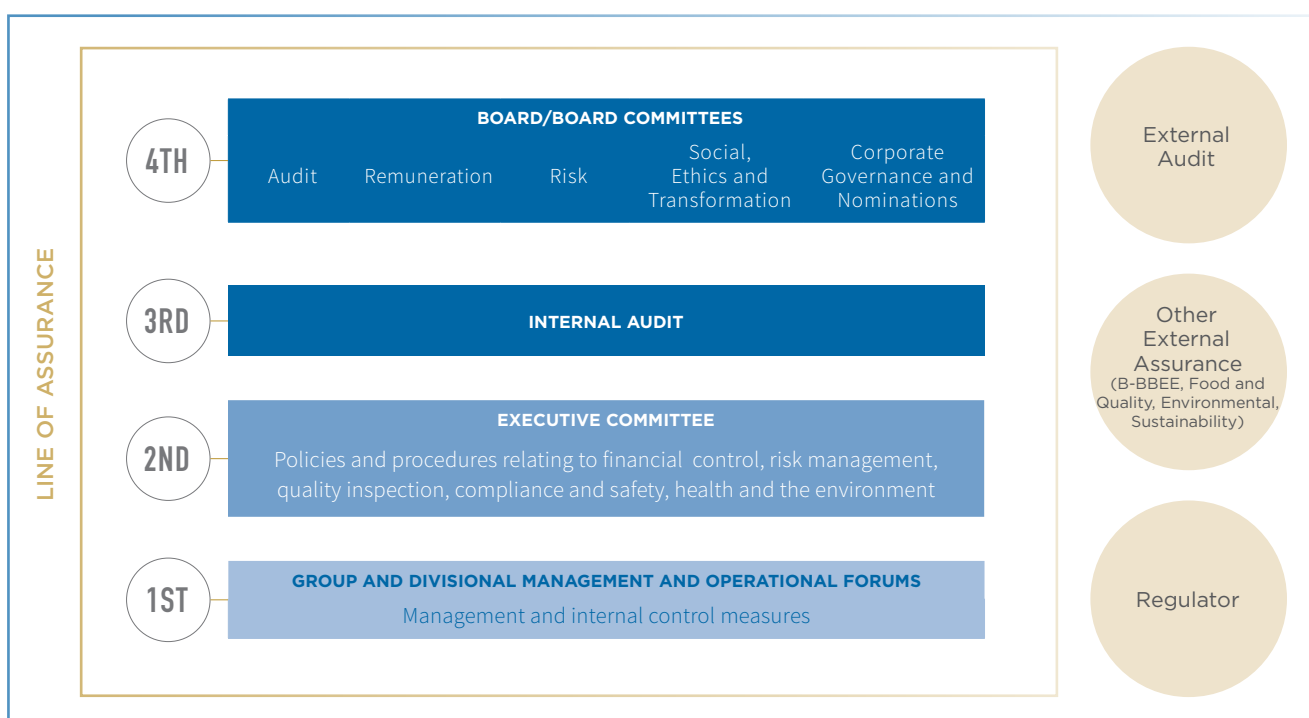 LINE OF ASSURANCE
4TH
BOARD/BOARD COMMITTEES
Audit
Remuneration
Risk
Social,
Ethics and
Transformation
Corporate
Governance and
Nominations
3RD
INTERNAL AUDIT
2ND
EXECUTIVE COMMITTEE
Policies and procedures relating to financial control, risk management,
quality inspection, compliance and safety, health and the environment
1ST
GROUP AND DIVISIONAL MANAGEMENT AND OPERATIONAL FORUMS
Management and internal control measures
External
Audit
Other
External
Assurance
(B-BBEE, Food and
Quality, Environmental,
Sustainability)
Regulator